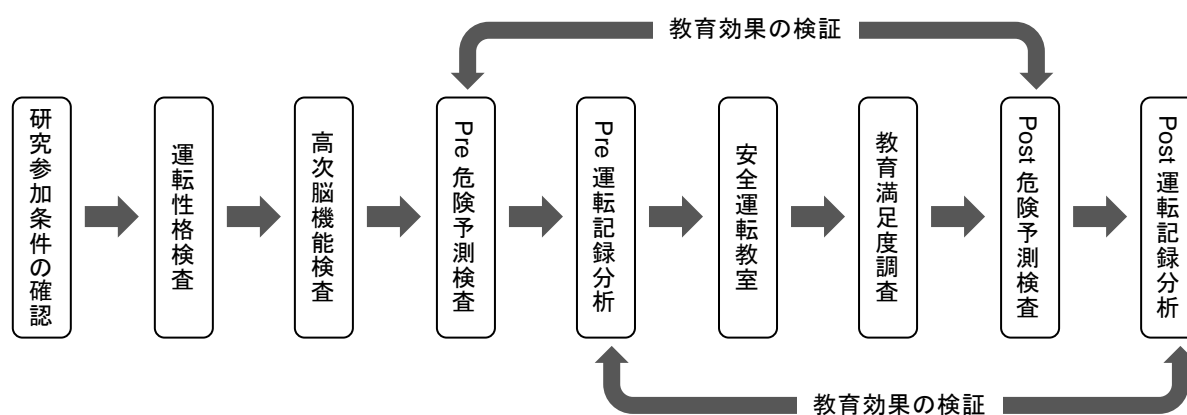 教育効果の検証
研究参加条件の確認
運転性格検査
高次脳機能検査
Pre 危険予測検査
Pre 運転記録分析
安全運転教室
教育満足度調査
Post 危険予測検査
Post 運転記録分析
教育効果の検証